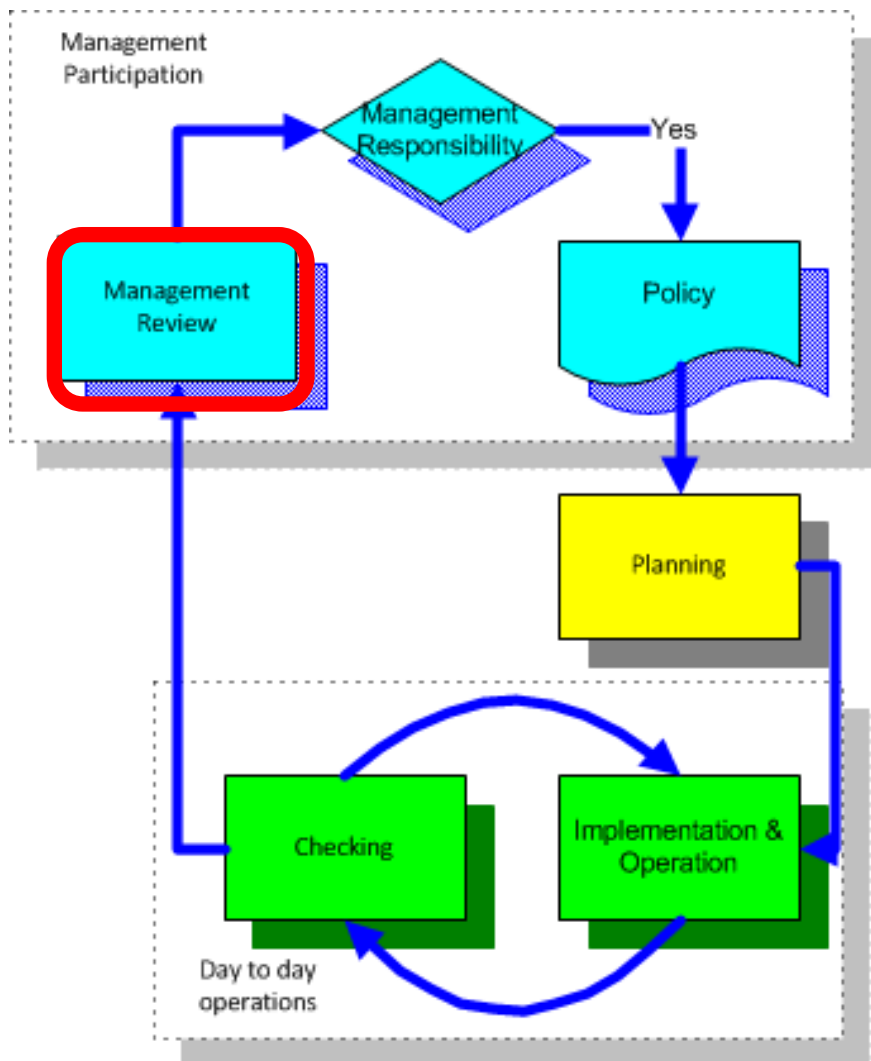 Management
Participation
Management
Responsibility
Yes
Management
Review
Policy
Planning
Checking
Implementation &
Operation
Day to day
operations